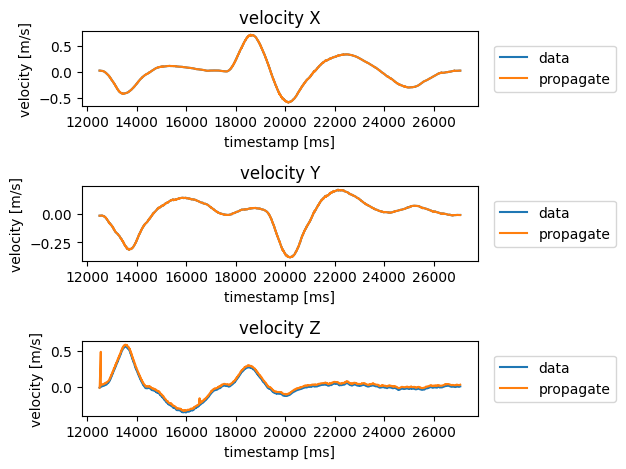 velocity X
velocity [m/s]
0.5
0.0
−0.5
12000 14000 16000 18000 20000 22000 24000 26000
timestamp [ms]
data
propagate
velocity Y
velocity [m/s]
0.00
−0.25
12000 14000 16000 18000 20000 22000 24000 26000
timestamp [ms]
data
propagate
velocity Z
velocity [m/s]
0.5
0.0
12000 14000 16000 18000 20000 22000 24000 26000
timestamp [ms]
data
propagate